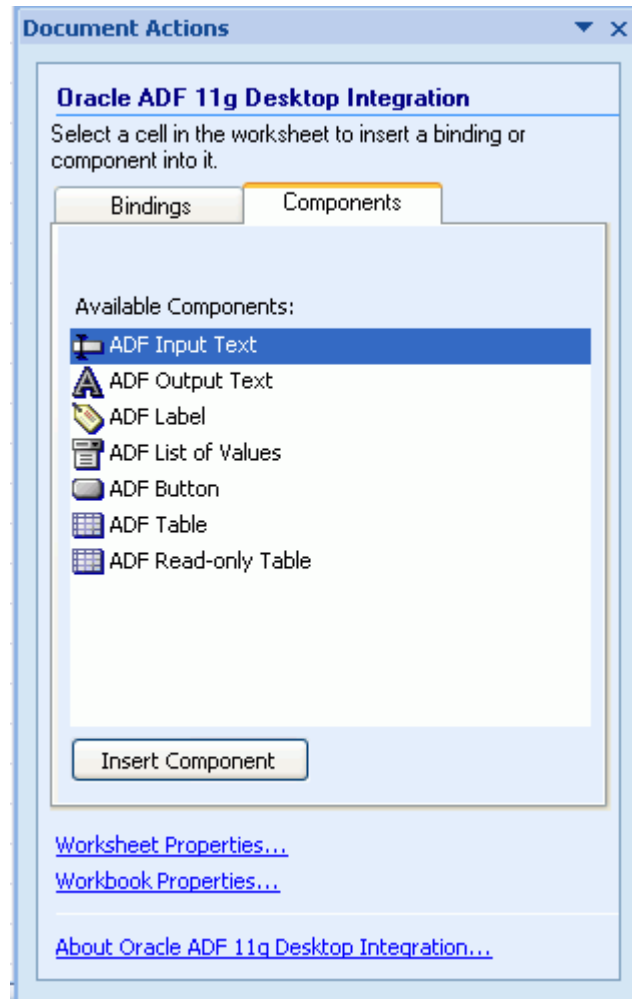 Document Actions
Oracle ADF 11g Desktop Integration
Select a cell in the worksheet to insert a binding or
component into it.
Bindings
Components
Available Components:
ADF Input Text
ADF Output Text
ADF Label
ADF List of Values
ADF Button
ADF Table
ADF Read-only Table
Insert Component
Worksheet Properties...
Workbook Properties...
About Oracle ADF 11g Desktop Integration...